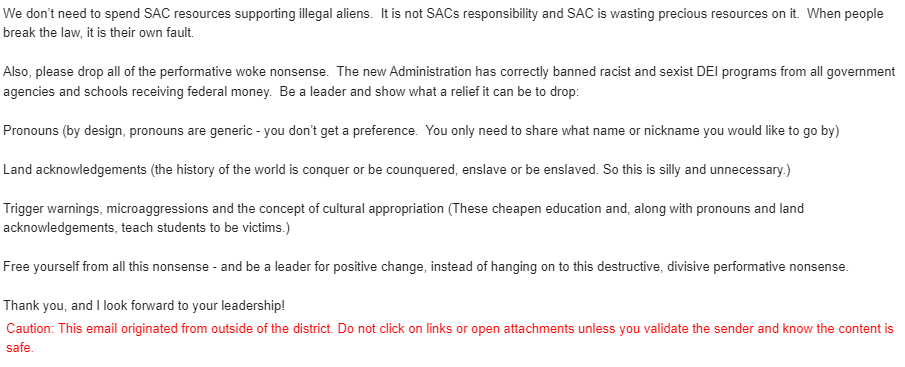 We don't need to spend SAC resources supporting illegal aliens.  It is not SACs responsibility and SAC is wasting precious resources on it.  When people
break the law, it is their own fault.
Also, please drop all of the performative woke nonsense.  The new Administration has correctly banned racist and sexist DEI programs from all government
agencies and schools receiving federal money.  Be a leader and show what a relief it can be to drop:
Pronouns (by design, pronouns are generic - you don't get a preference.  You only need to share what name or nickname you would like to go by)
Land acknowledgements (the history of the world is conquer or be counquered, enslave or be enslaved. So this is silly and unnecessary.)
Trigger warnings, microaggressions and the concept of cultural appropriation (These cheapen education and, along with pronouns and land
acknowledgements, teach students to be victims.)
Free yourself from all this nonsense - and be a leader for positive change, instead of hanging on to this destructive, divisive performative nonsense.
Thank you, and I look forward to your leadership!
Caution: This email originated from outside of the district. Do not click on links or open attachments unless you validate the sender and know the content is
safe.